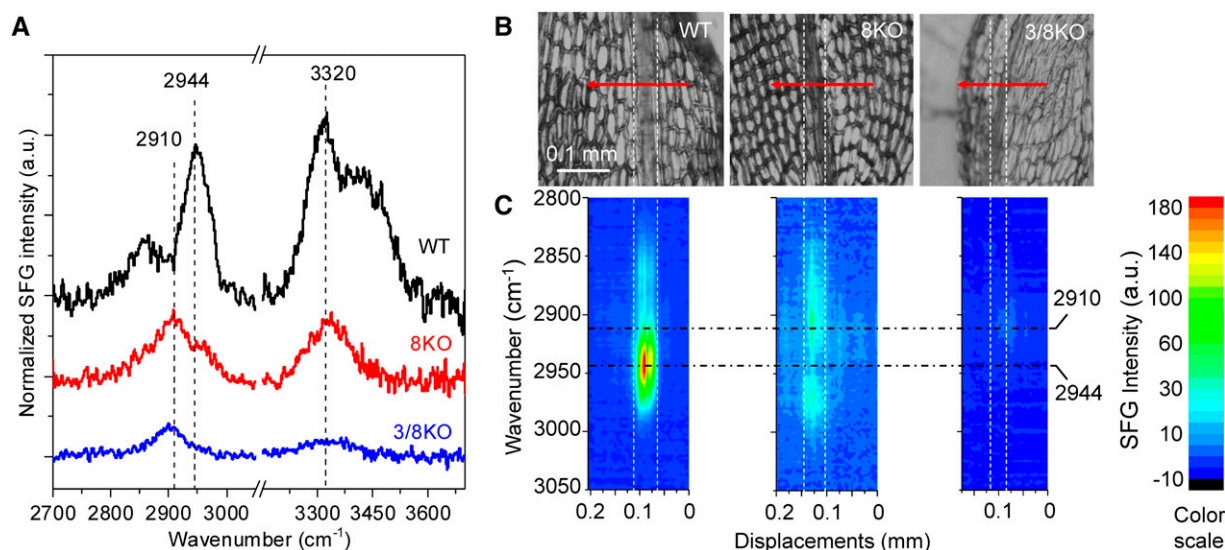 A
2944
3320
2910
WT
8KO
3/8KO
Normalized SFG intensity (a.u.)
2700 2800 2900 3000 3300 3450 3600
Wavenumber (cm-1)
B
WT
8KO
3/8KO
0.1 mm
C
2800
2850
2900
2950
3000
3050
Wavenumber (cm-1)
0.2 0.1 0
0.2 0.1 0
0.1 0
Displacements (mm)
2910
2944
SFG Intensity (a.u.)
180
140
100
60
30
10
-10
Color
scale